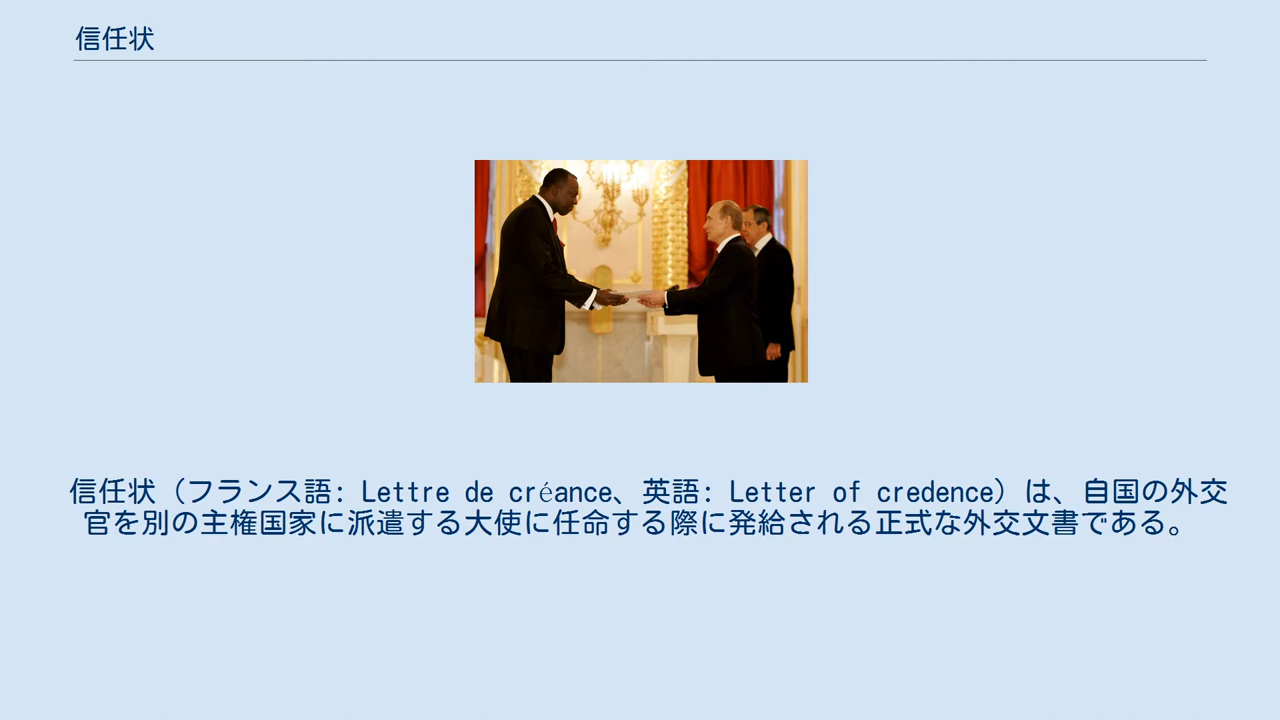 信任状
信任状（フランス語: Lettre de créance、英語: Letter of credence）は、自国の外交
官を別の主権国家に派遣する大使に任命する際に発給される正式な外交文書である。